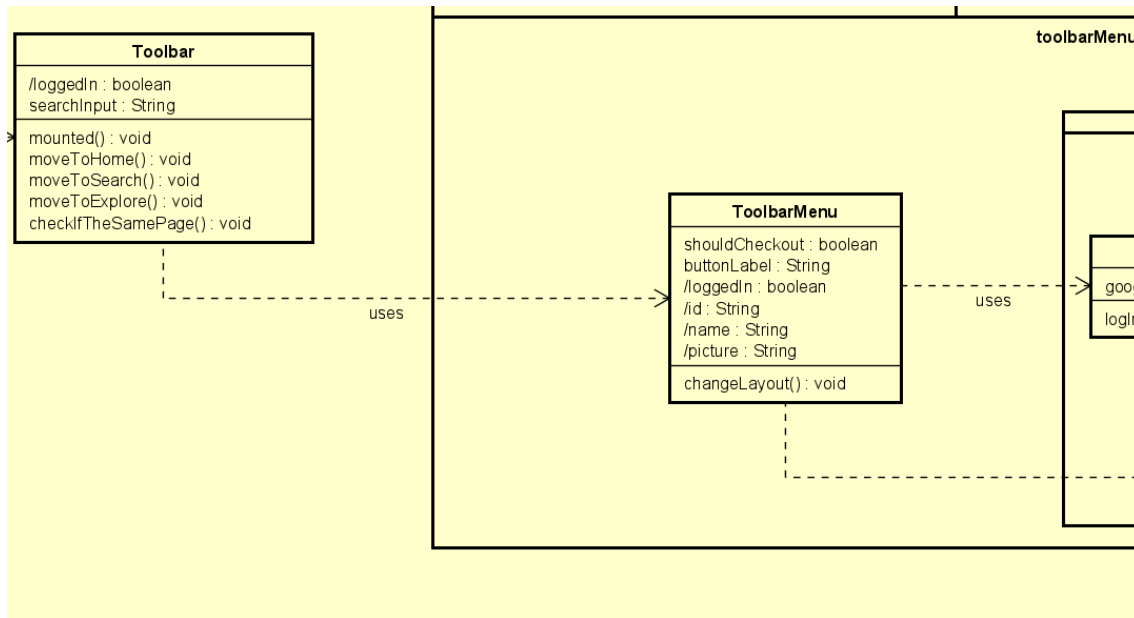 toolbarMenu
Toolbar
/loggedIn : boolean
searchInput : String
mounted() : void
moveToHome() : void
moveToSearch() : void
moveToExplore() : void
checkIfTheSamePage() : void
uses
ToolbarMenu
shouldCheckout : boolean
buttonLabel : String
/loggedIn : boolean
/id : String
/name : String
/picture : String
changeLayout() : void
uses